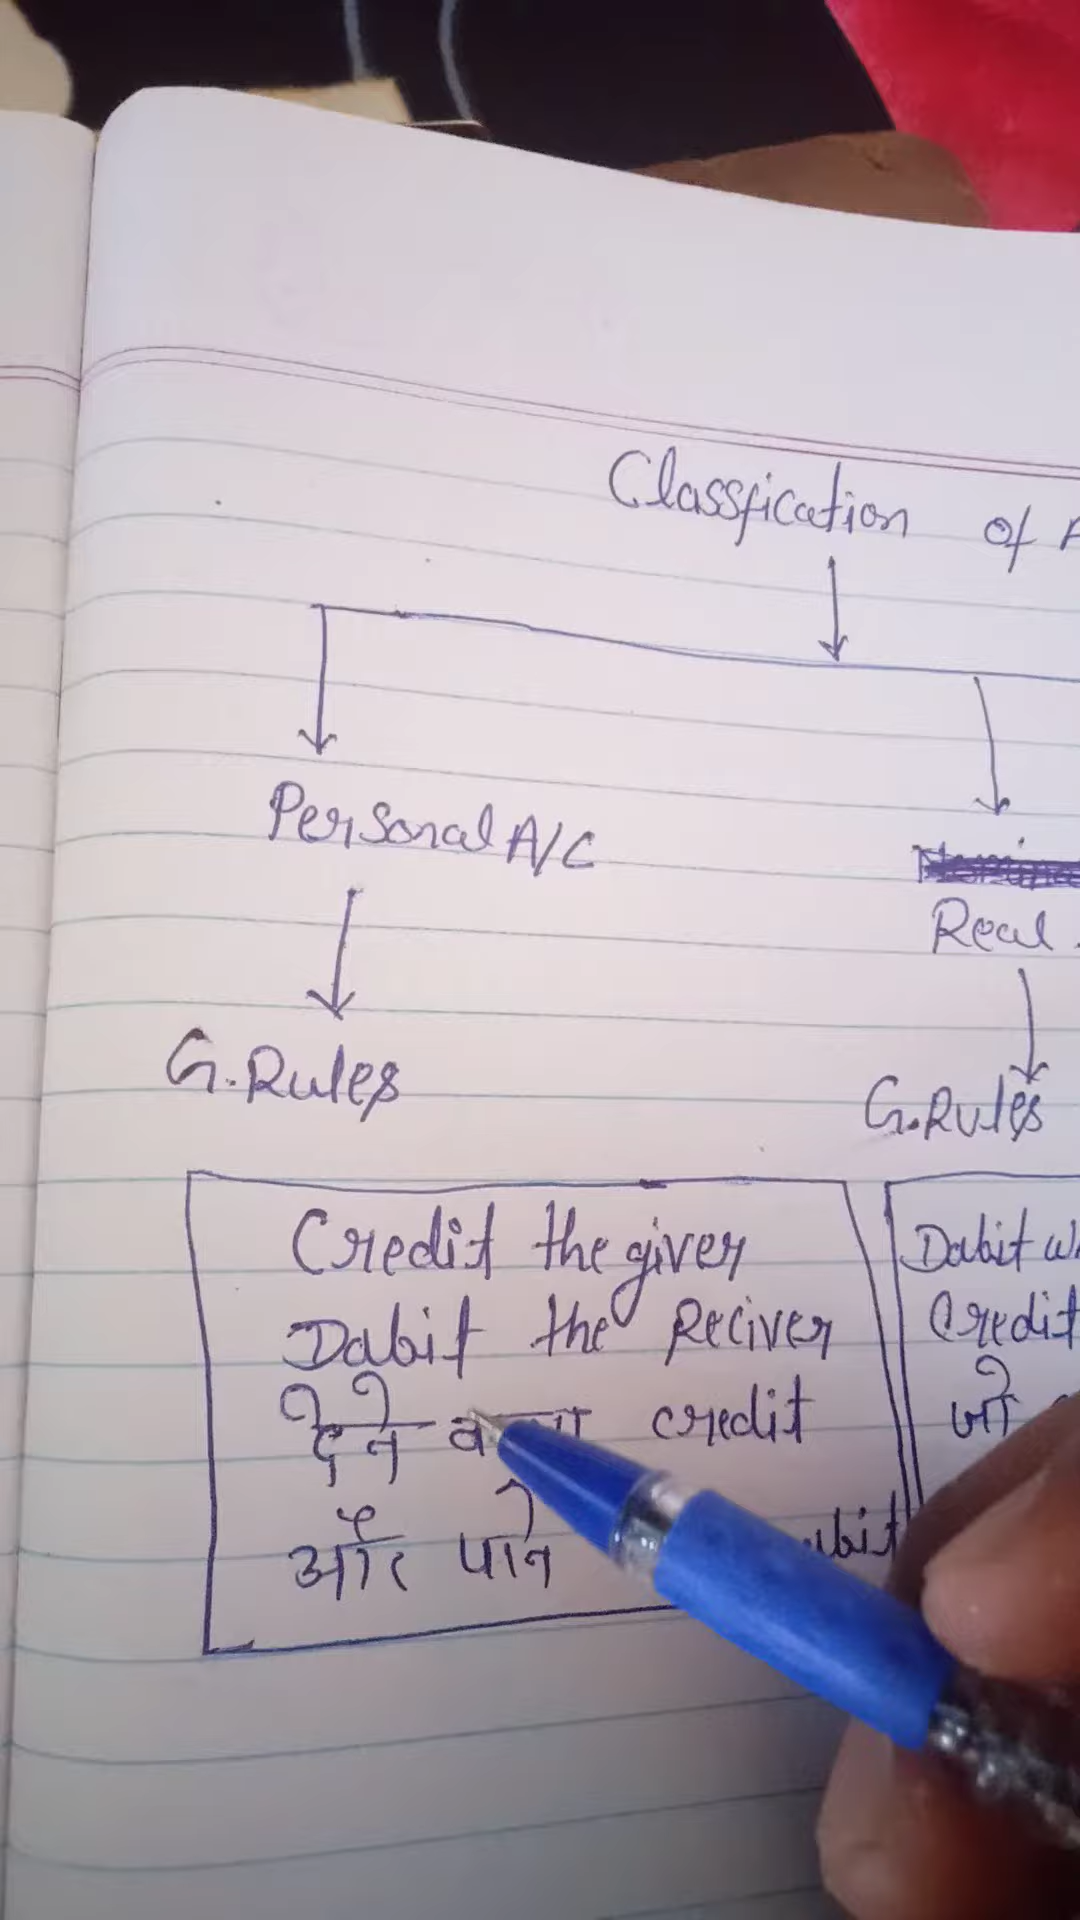 Classfication of
Personal A/C
Real
G.Rules
G.Rules
Credit the giver
Dabit the Reciver
देने credit
और पाने
Dabit
Credit
जो